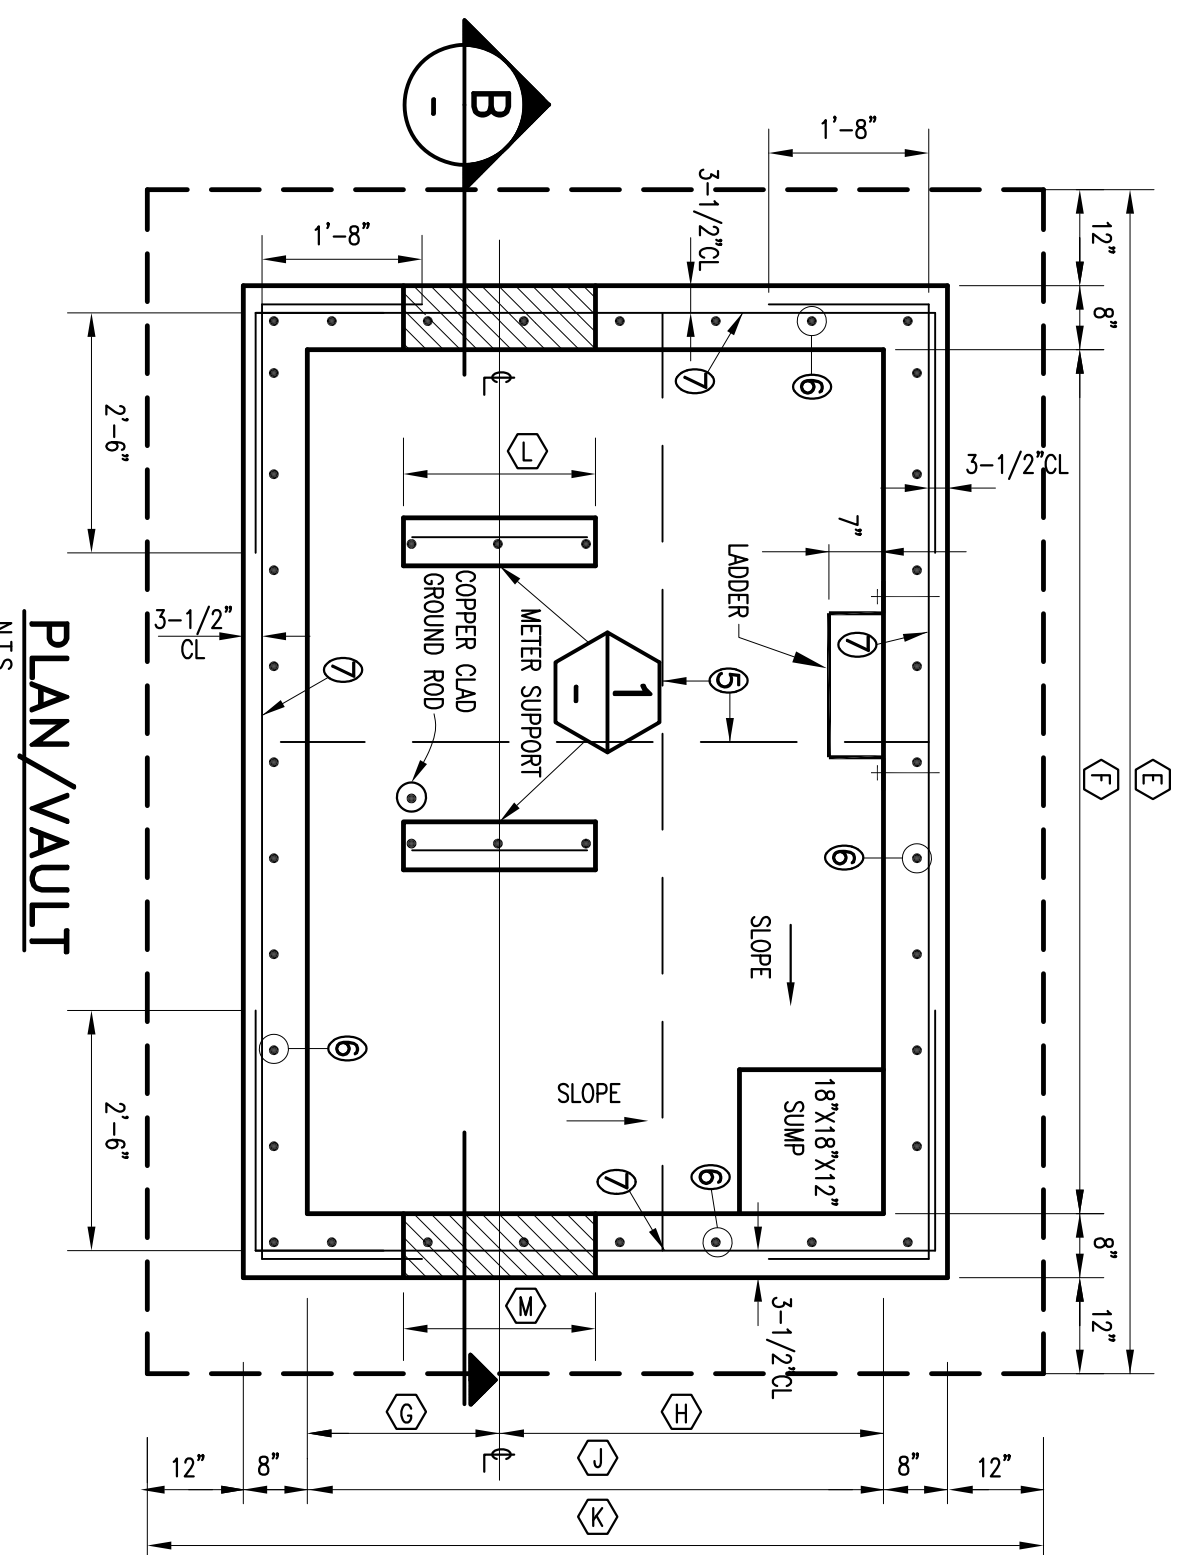 B
-
1'-8"
12"
8"
3-1/2"CL
1'-8"
7
6
2'-6"
CL
L
3-1/2"CL
7"
LADDER
7
COPPER CLAD
GROUND ROD
METER SUPPORT
1
-
5
3-1/2"
CL
7
F
E
6
SLOPE
6
SLOPE
18"X18"X12"
SUMP
7
6
2'-6"
8"
12"
M
3-1/2"CL
G
H
CL
J
K
12"
8"
8"
12"
PLAN/VAULT
N.T.S.